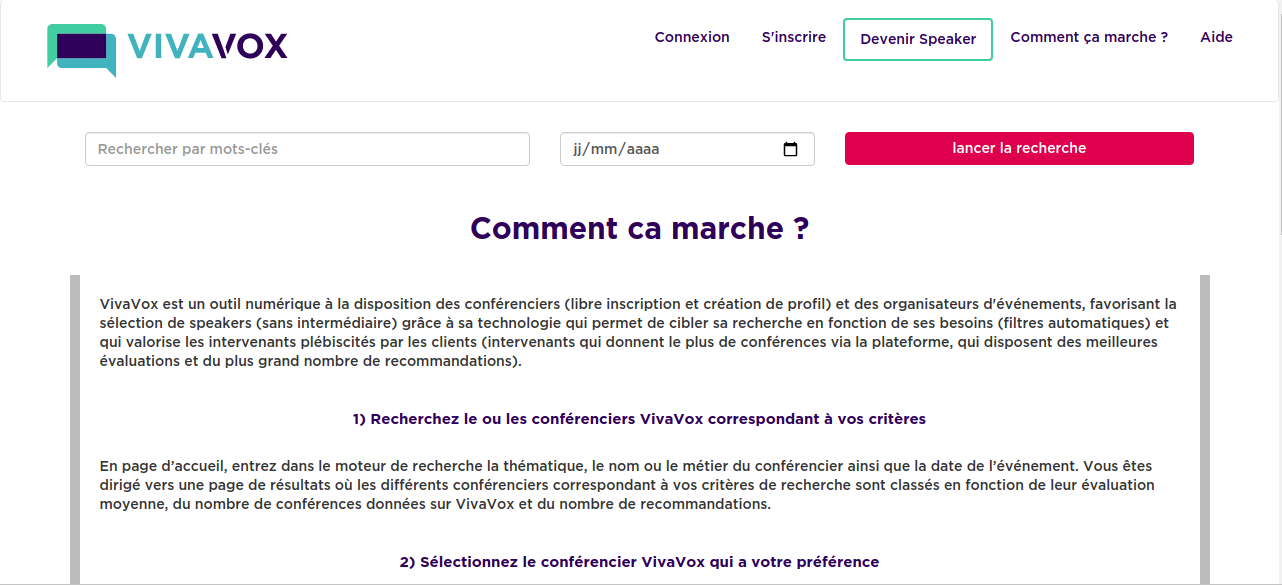 VIVAVOX
Connexion
S'inscrire
Devenir Speaker
Comment ça marche ?
Aide
Rechercher par mots-clés
jj/mm/aaaa
lancer la recherche
Comment ca marche ?
VivaVox est un outil numérique à la disposition des conférenciers (libre inscription et création de profil) et des organisateurs d'événements, favorisant la
sélection de speakers (sans intermédiaire) grâce à sa technologie qui permet de cibler sa recherche en fonction de ses besoins (filtres automatiques) et
qui valorise les intervenants plébiscités par les clients (intervenants qui donnent le plus de conférences via la plateforme, qui disposent des meilleures
évaluations et du plus grand nombre de recommandations).
1) Recherchez le ou les conférenciers VivaVox correspondant à vos critères
En page d’accueil, entrez dans le moteur de recherche la thématique, le nom ou le métier du conférencier ainsi que la date de l’événement. Vous êtes
dirigé vers une page de résultats où les différents conférenciers correspondant à vos critères de recherche sont classés en fonction de leur évaluation
moyenne, du nombre de conférences données sur VivaVox et du nombre de recommandations.
2) Sélectionnez le conférencier VivaVox qui a votre préférence